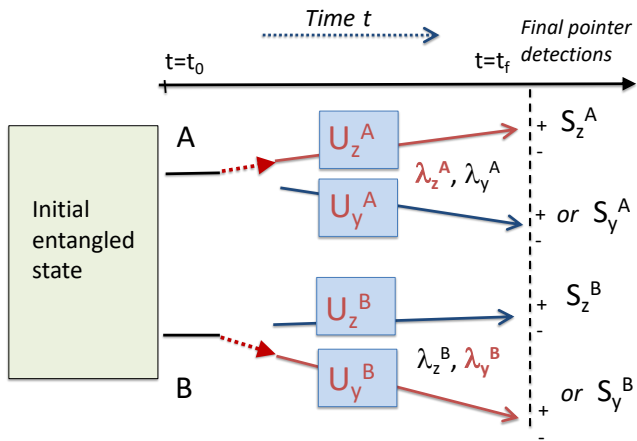 Time t
Final pointer
detections
t=t₀
t=t_f
A
U_z^A
+ S_z^A
-
λ_z^A, λ_y^A
Initial
entangled
state
U_y^A
+ or S_y^A
-
U_z^B
+ S_z^B
-
λ_z^B, λ_y^B
B
U_y^B
or S_y^B
+
-